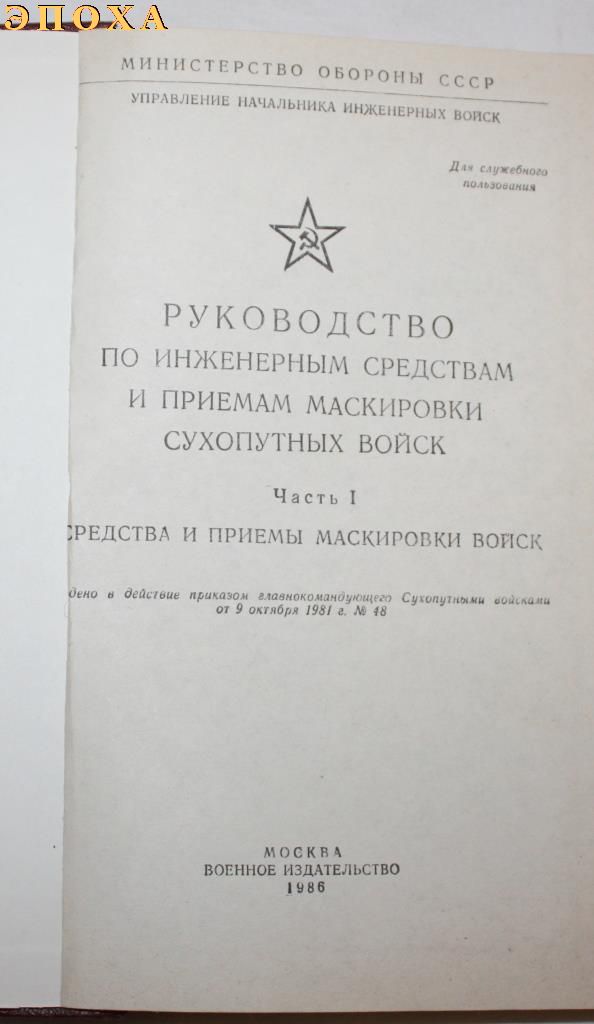 ЭПОХА
МИНИСТЕРСТВО ОБОРОНЫ СССР
УПРАВЛЕНИЕ НАЧАЛЬНИКА ИНЖЕНЕРНЫХ ВОЙСК
Для служебного
пользования
РУКОВОДСТВО
ПО ИНЖЕНЕРНЫМ СРЕДСТВАМ
И ПРИЕМАМ МАСКИРОВКИ
СУХОПУТНЫХ ВОЙСК
Часть I
СРЕДСТВА И ПРИЕМЫ МАСКИРОВКИ ВОЙСК
дено в действие приказом главнокомандующего Сухопутными войсками
от 9 октября 1981 г. № 48
МОСКВА
ВОЕННОЕ ИЗДАТЕЛЬСТВО
1986